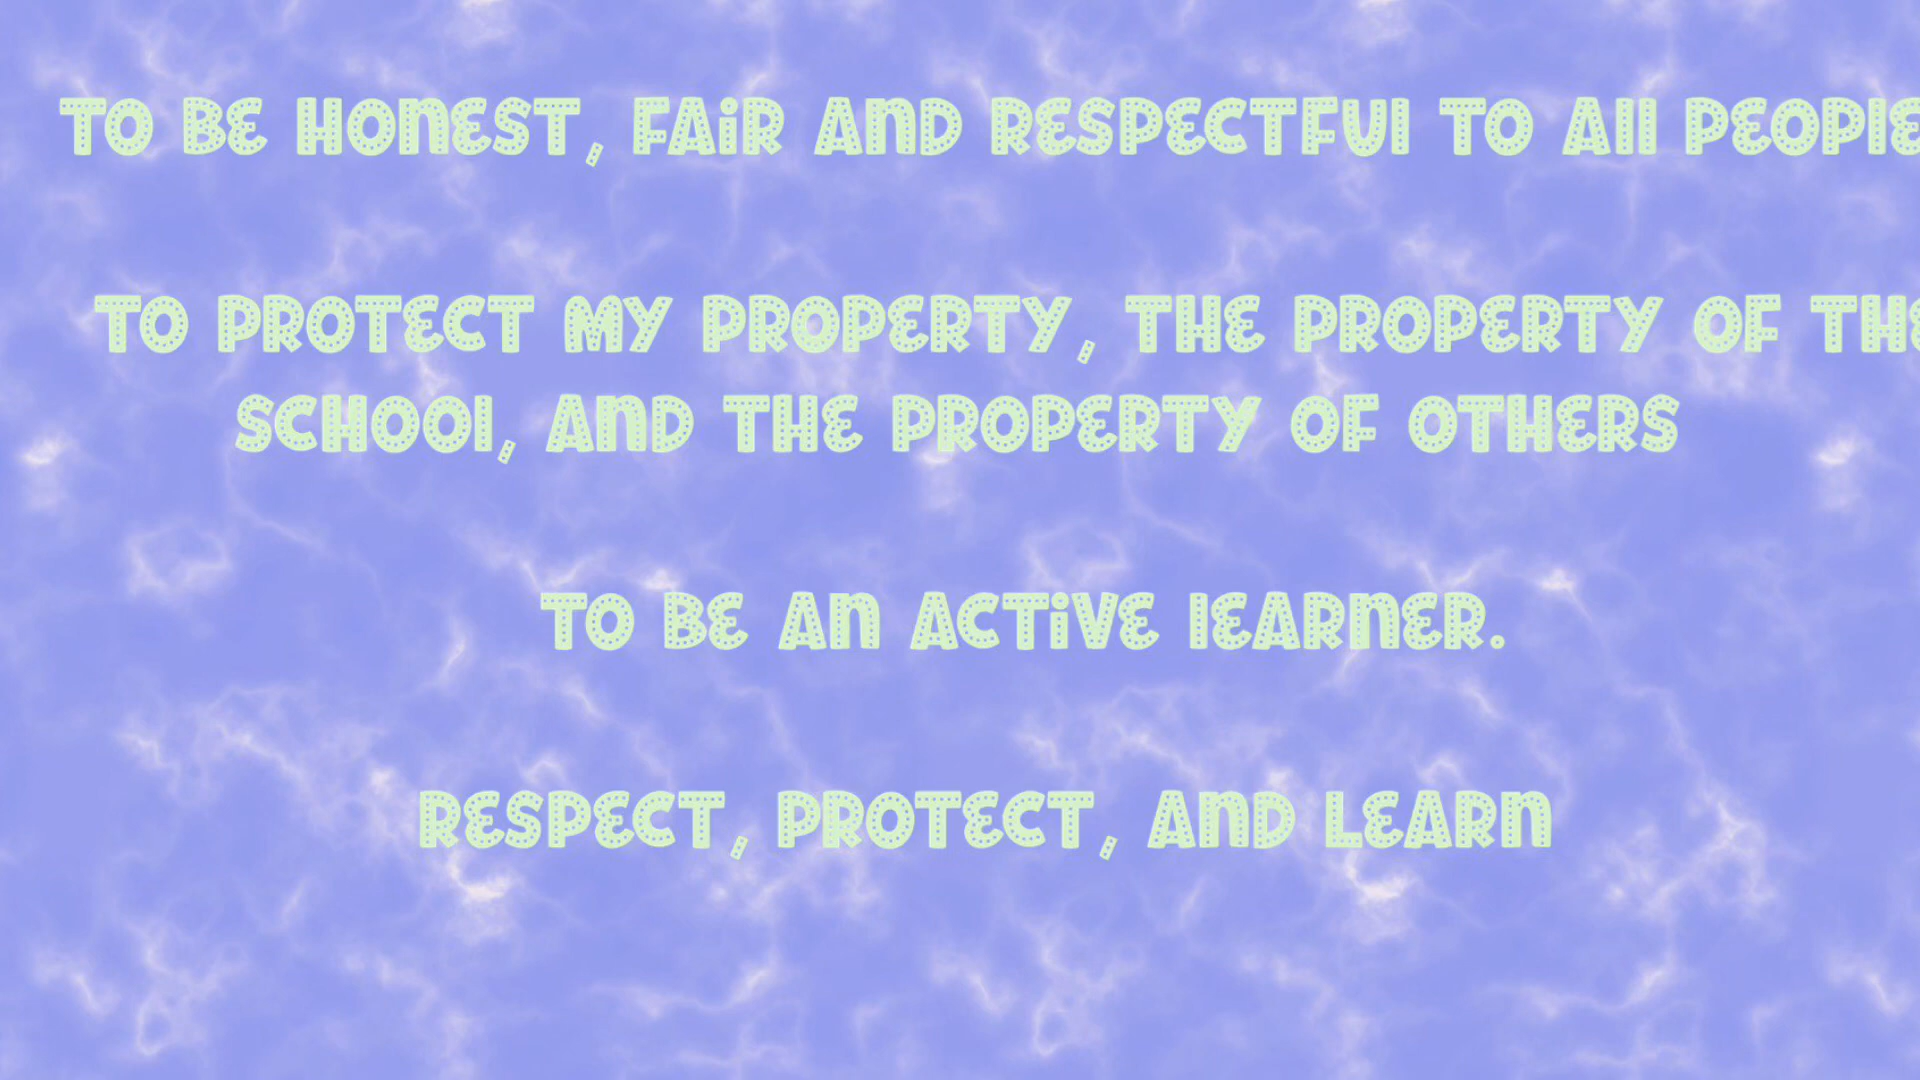 To be honest, fair and respectful to all people
To protect my property, the property of the
school, and the property of others
To be an active learner.
Respect, Protect, and Learn